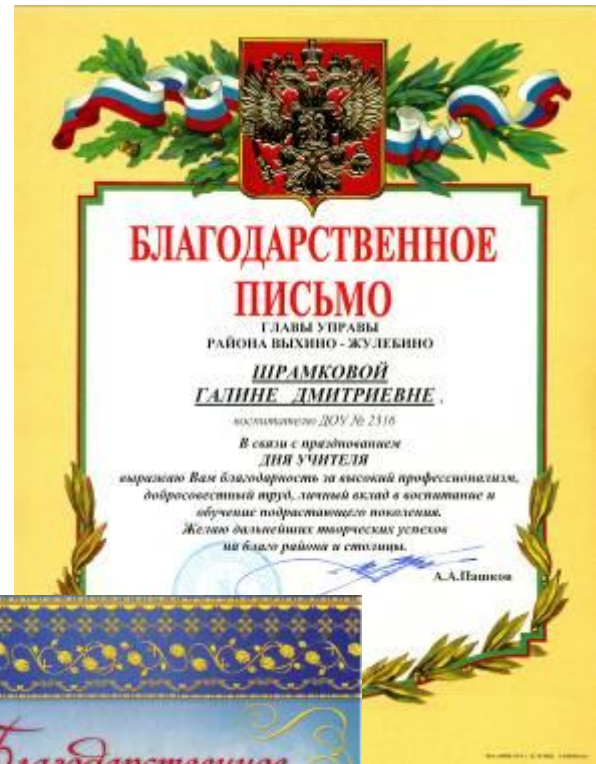 БЛАГОДАРСТВЕННОЕ
ПИСЬМО
ГЛАВЫ УПРАВЫ
РАЙОНА ВЫХИНО - ЖУЛЕБИНО
ШРАМКОВОЙ
ГАЛИНЕ ДМИТРИЕВНЕ ,
воспитателю ДОУ № 2316
В связи с празднованием
ДНЯ УЧИТЕЛЯ
выражаю Вам благодарность за высокий профессионализм,
добросовестный труд, личный вклад в воспитание и
обучение подрастающего поколения.
Желаю дальнейших творческих успехов
на благо района и столицы.
А.А.Пашков
Благодарственное